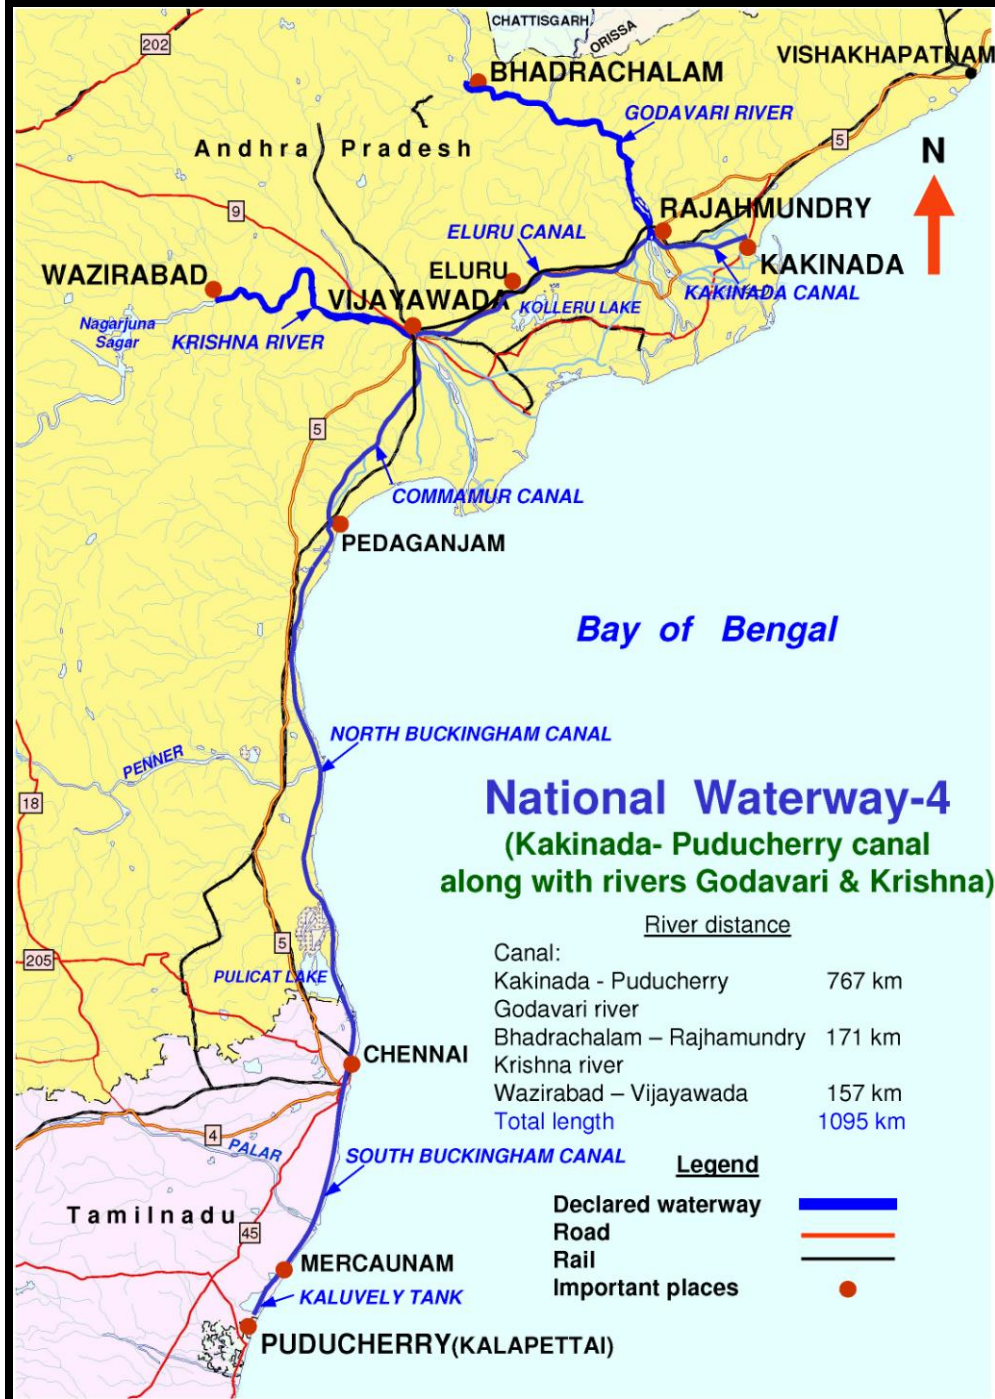 CHATTISGARH
ORISSA
202
VISHAKHAPATNAM
BHADRACHALAM
GODAVARI RIVER
5
Andhra Pradesh
N
9
RAJAHMUNDRY
ELURU CANAL
WAZIRABAD
ELURU
KAKINADA
VIJAYAWADA
KOLLERU LAKE
KAKINADA CANAL
Nagarjuna
Sagar
KRISHNA RIVER
5
COMMAMUR CANAL
PEDAGANJAM
Bay of Bengal
NORTH BUCKINGHAM CANAL
PENNER
18
National Waterway-4
(Kakinada- Puducherry canal
along with rivers Godavari & Krishna)
River distance
Canal:
Kakinada - Puducherry 767 km
Godavari river
Bhadrachalam – Rajhamundry 171 km
Krishna river
Wazirabad – Vijayawada 157 km
Total length 1095 km
5
205
PULICAT LAKE
CHENNAI
4
PALAR
SOUTH BUCKINGHAM CANAL
Tamilnadu
45
MERCAUNAM
KALUVELY TANK
PUDUCHERRY(KALAPETTAI)
Legend
Declared waterway
Road
Rail
Important places